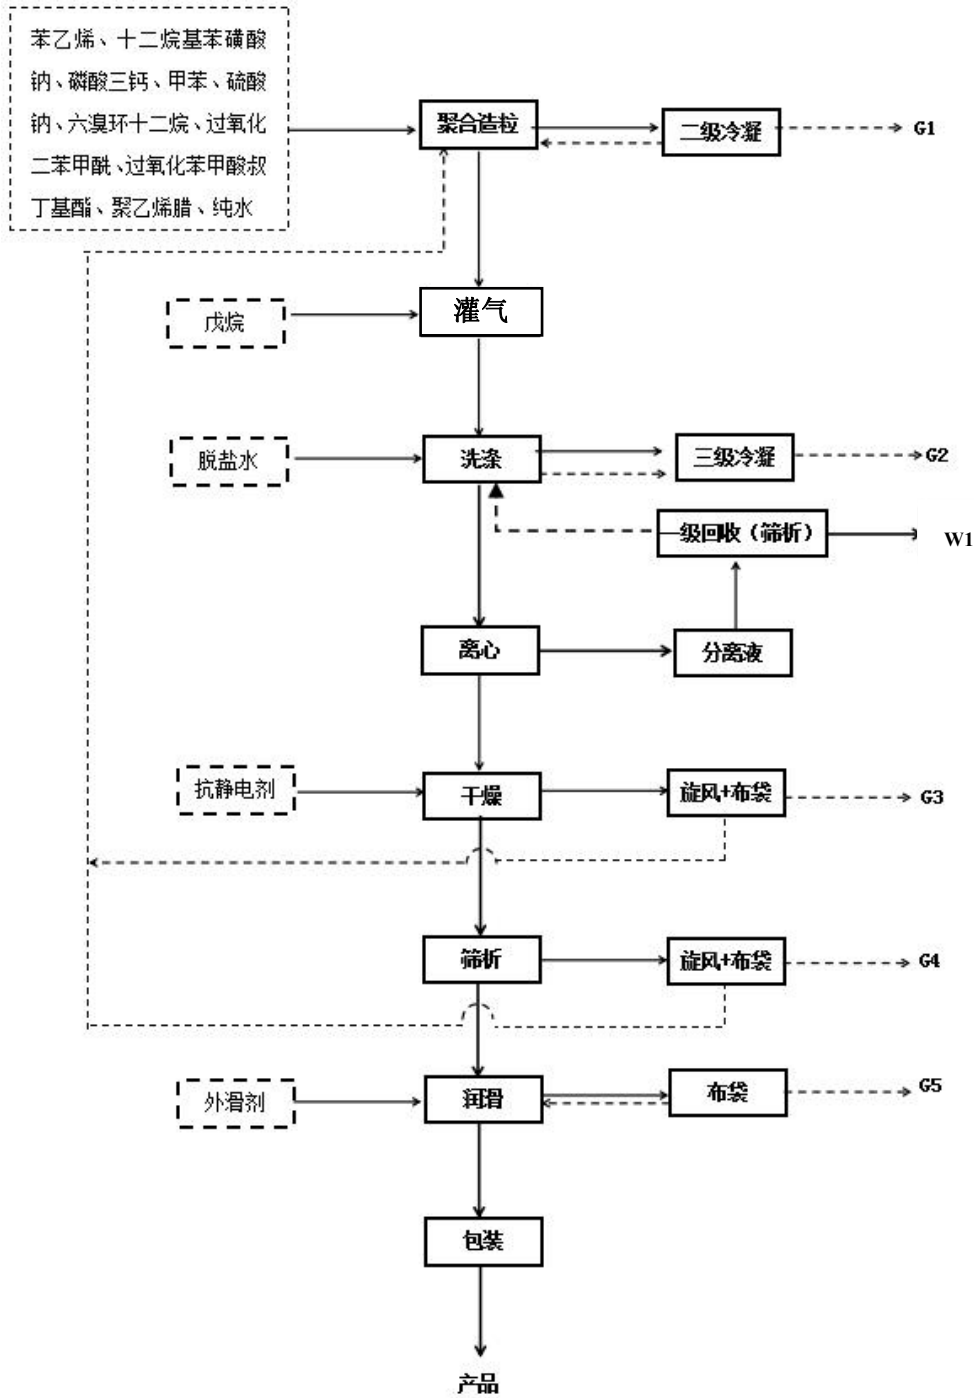 苯乙烯、十二烷基苯磺酸
钠、磷酸三钙、甲苯、硫酸
钠、六溴环十二烷、过氧化
二苯甲酰、过氧化苯甲酸叔
丁基酯、聚乙烯腊、纯水
聚合造粒
二级冷凝
G1
戊烷
灌气
脱盐水
洗涤
三级冷凝
G2
一级回收（筛析）
W1
离心
分离液
抗静电剂
干燥
旋风+布袋
G3
筛析
旋风+布袋
G4
外滑剂
润滑
布袋
G5
包装
产品